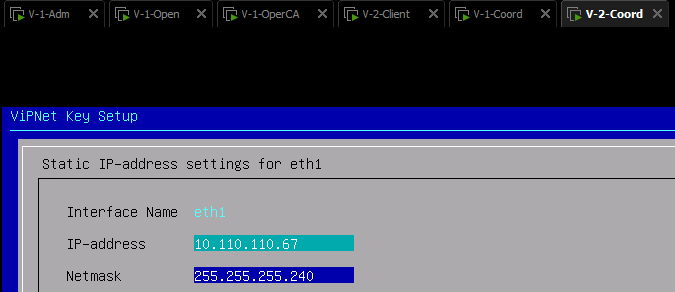 V-1-Adm V-1-Open V-1-OperCA V-2-Client V-1-Coord V-2-Coord
ViPNet Key Setup
Static IP-address settings for eth1
Interface Name eth1
IP-address 10.110.110.67
Netmask 255.255.255.240